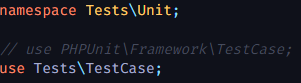 namespace Tests\Unit;
// use PHPUnit\Framework\TestCase;
use Tests\TestCase;